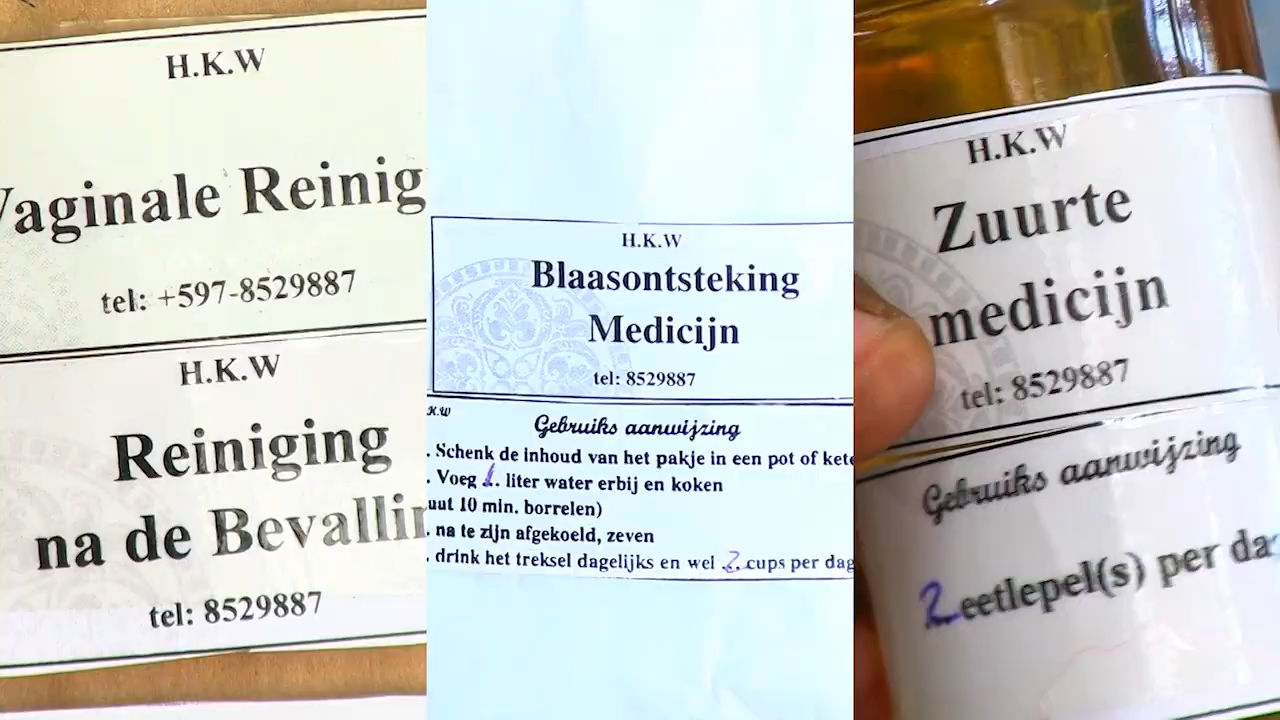 H.K.W
Vaginale Reinig
tel: +597-8529887
H.K.W
Reiniging
na de Bevallin
tel: 8529887
H.K.W
Blaasontsteking
Medicijn
tel: 8529887
K.W
Gebruiks aanwijzing
. Schenk de inhoud van het pakje in een pot of kete
. Voeg 1. liter water erbij en koken
uut 10 min. borrelen)
. na te zijn afgekoeld, zeven
. drink het treksel dagelijks en wel .2. cups per dag
H.K.W
Zuurte
medicijn
tel: 8529887
Gebruiks aanwijzing
2 eetlepel(s) per da